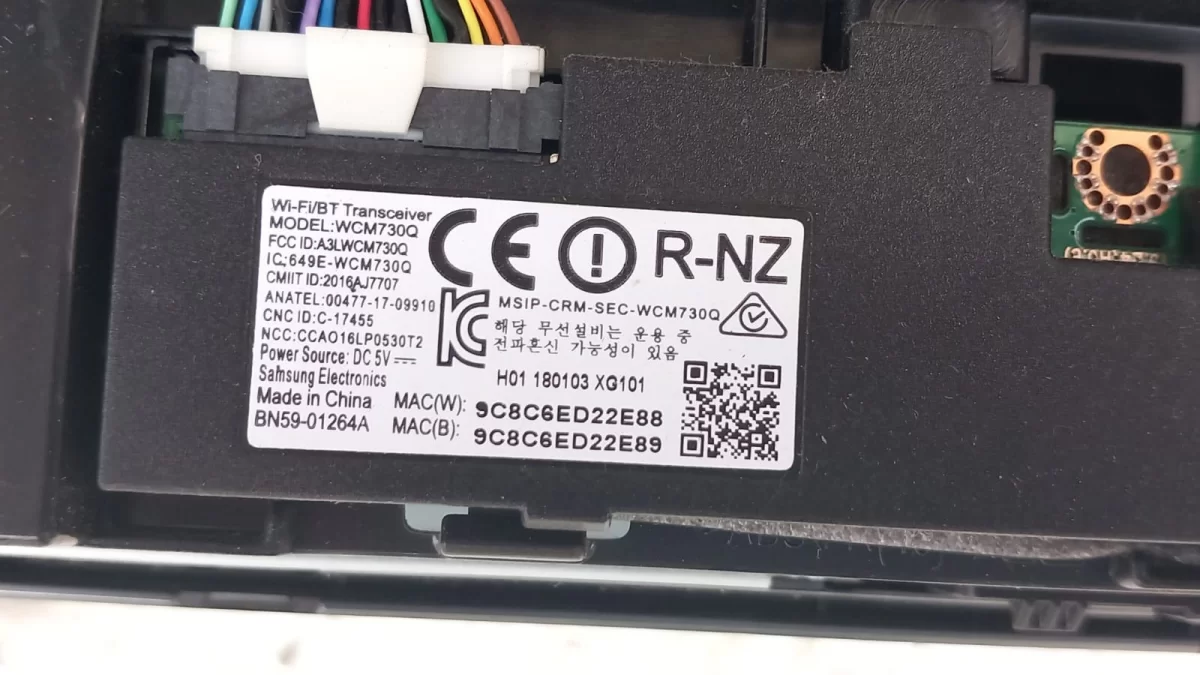 Wi-Fi/BT Transceiver
MODEL:WCM730Q
FCC ID:A3LWCM730Q
IC:649E-WCM730Q
CMIIT ID:2016AJ7707
ANATEL:00477-17-09910
CNC ID:C-17455
NCC:CCAO16LP0530T2
Power Source: DC 5V
Samsung Electronics
Made in China
BN59-01264A
CE
R-NZ
MSIP-CRM-SEC-WCM730Q
해당 무선설비는 운용 중
전파혼신 가능성이 있음
H01 180103 XG101
MAC(W): 9C8C6ED22E88
MAC(B): 9C8C6ED22E89